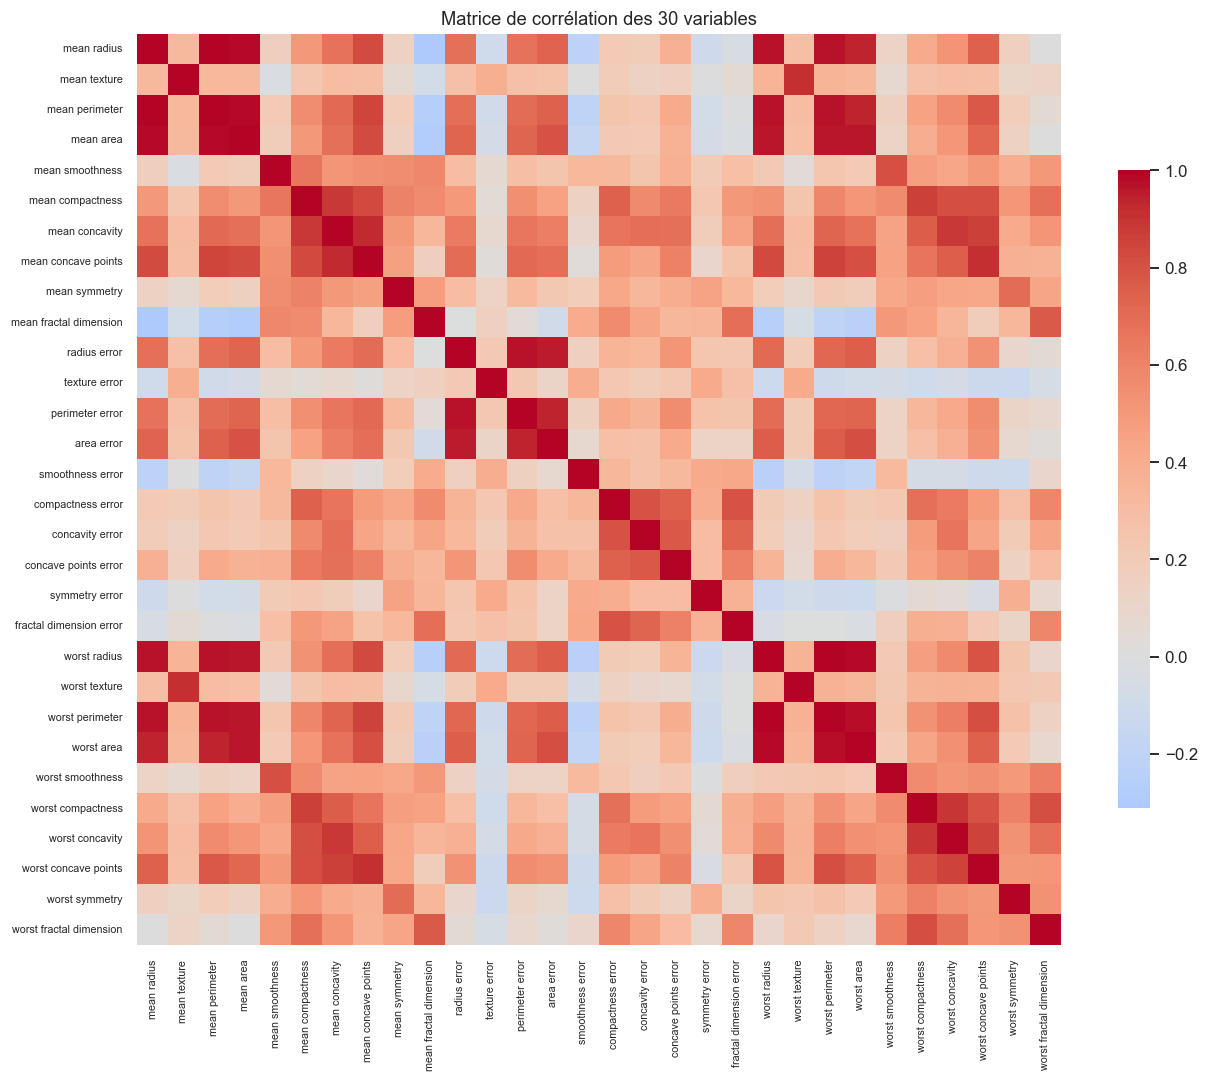 Matrice de corrélation des 30 variables
mean radius
mean texture
mean perimeter
mean area
mean smoothness
mean compactness
mean concavity
mean concave points
mean symmetry
mean fractal dimension
radius error
texture error
perimeter error
area error
smoothness error
compactness error
concavity error
concave points error
symmetry error
fractal dimension error
worst radius
worst texture
worst perimeter
worst area
worst smoothness
worst compactness
worst concavity
worst concave points
worst symmetry
worst fractal dimension
mean radius
mean texture
mean perimeter
mean area
mean smoothness
mean compactness
mean concavity
mean concave points
mean symmetry
mean fractal dimension
radius error
texture error
perimeter error
area error
smoothness error
compactness error
concavity error
concave points error
symmetry error
fractal dimension error
worst radius
worst texture
worst perimeter
worst area
worst smoothness
worst compactness
worst concavity
worst concave points
worst symmetry
worst fractal dimension
1.0
0.8
0.6
0.4
0.2
0.0
−0.2